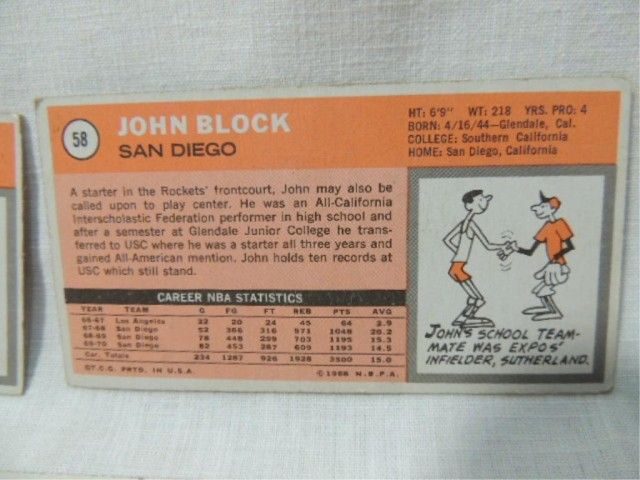 58
JOHN BLOCK
SAN DIEGO
HT: 6'9" WT: 218 YRS. PRO: 4
BORN: 4/16/44—Glendale, Cal.
COLLEGE: Southern California
HOME: San Diego, California
A starter in the Rockets' frontcourt, John may also be
called upon to play center. He was an All-California
Interscholastic Federation performer in high school and
after a semester at Glendale Junior College he trans-
ferred to USC where he was a starter all three years and
gained All-American mention. John holds ten records at
USC which still stand.
CAREER NBA STATISTICS
YEAR TEAM G FG FT REB PTS AVG
66-67 Los Angeles 22 20 24 45 64 2.9
67-68 San Diego 52 366 316 571 1048 20.2
68-69 San Diego 78 448 299 703 1195 15.3
69-70 San Diego 82 453 287 609 1193 14.5
Car. Totals 234 1287 926 1928 3500 15.0
©T.C.G. PRTD. IN U.S.A. ©1968 N.B.P.A.
JOHN'S SCHOOL TEAM-
MATE WAS EXPOS'
INFIELDER, SUTHERLAND.